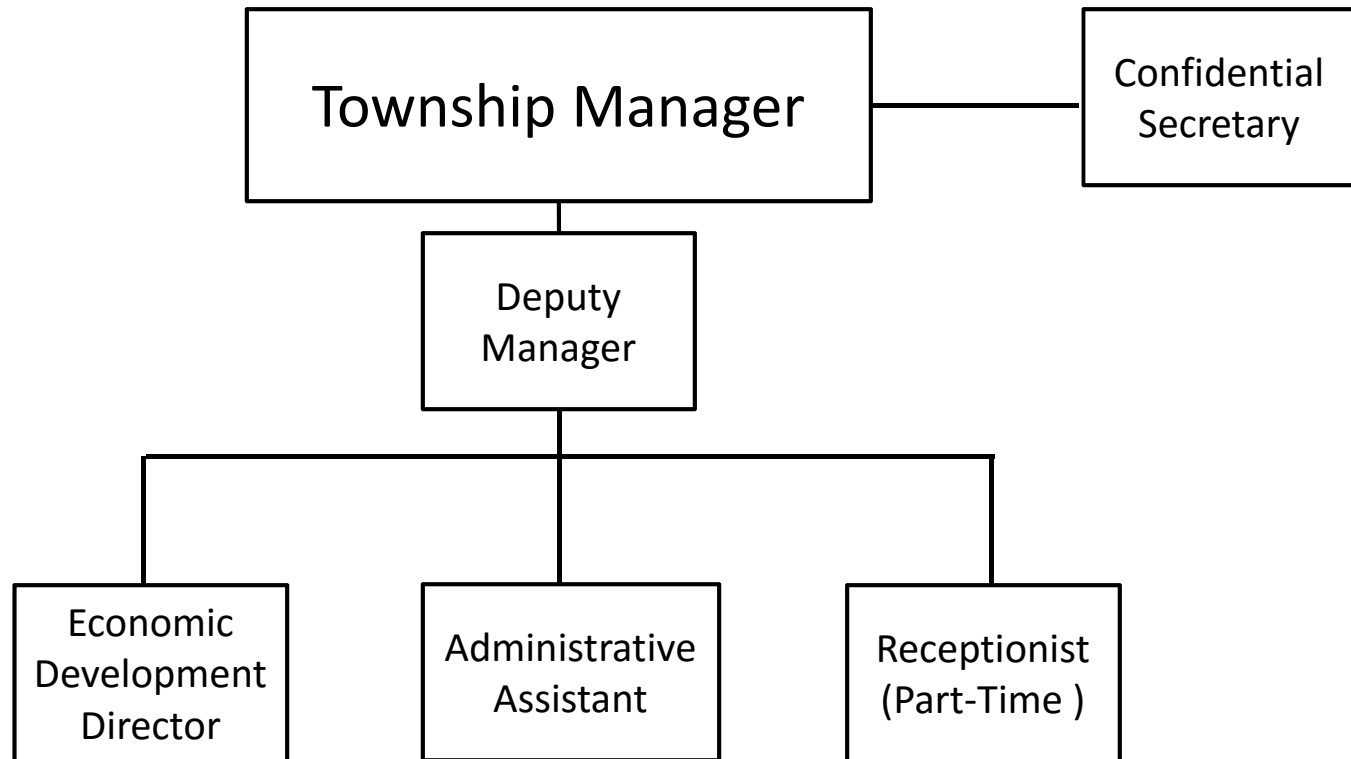 Township Manager
Confidential
Secretary
Deputy
Manager
Economic
Development
Director
Administrative
Assistant
Receptionist
(Part-Time )